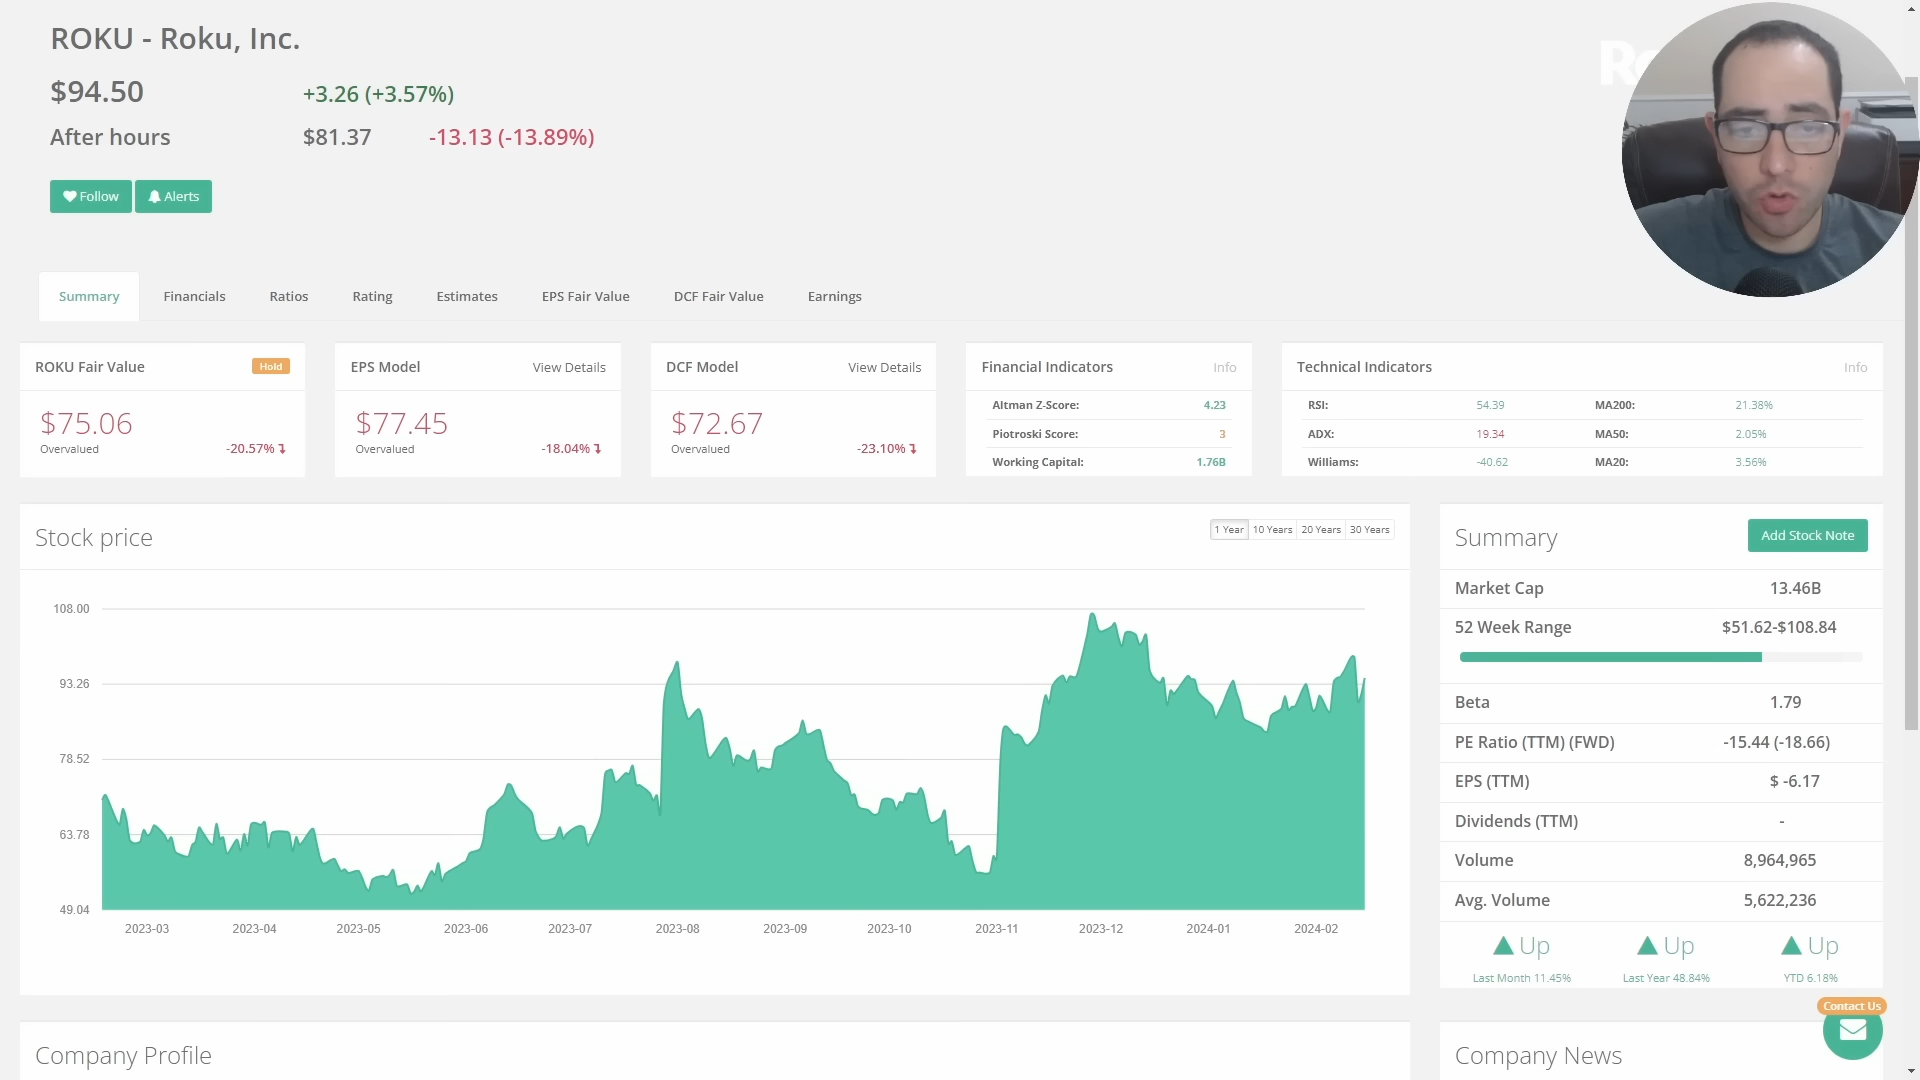 ROKU - Roku, Inc.
$94.50 +3.26 (+3.57%)
After hours $81.37 -13.13 (-13.89%)
Follow Alerts
Summary Financials Ratios Rating Estimates EPS Fair Value DCF Fair Value Earnings
ROKU Fair Value Hold
$75.06
Overvalued -20.57%
EPS Model View Details
$77.45
Overvalued -18.04%
DCF Model View Details
$72.67
Overvalued -23.10%
Financial Indicators Info
Altman Z-Score: 4.23
Piotroski Score: 3
Working Capital: 1.76B
Technical Indicators Info
RSI: 54.39 MA200: 21.38%
ADX: 19.34 MA50: 2.05%
Williams: -40.62 MA20: 3.56%
Stock price 1 Year 10 Years 20 Years 30 Years
108.00
93.26
78.52
63.78
49.04
2023-03 2023-04 2023-05 2023-06 2023-07 2023-08 2023-09 2023-10 2023-11 2023-12 2024-01 2024-02
Summary Add Stock Note
Market Cap 13.46B
52 Week Range $51.62-$108.84
Beta 1.79
PE Ratio (TTM) (FWD) -15.44 (-18.66)
EPS (TTM) $ -6.17
Dividends (TTM) -
Volume 8,964,965
Avg. Volume 5,622,236
Up Up Up
Last Month 11.45% Last Year 48.84% YTD 6.18%
Contact Us
Company Profile
Company News